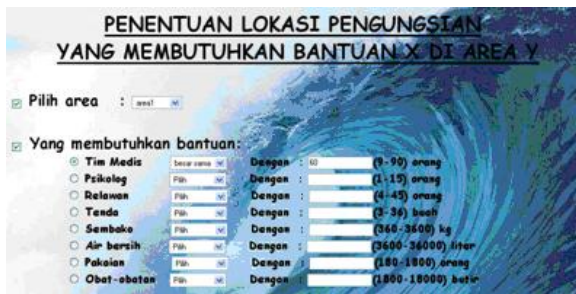 PENENTUAN LOKASI PENGUNGSIAN
YANG MEMBUTUHKAN BANTUAN X DI AREA Y
Pilih area : area1
Yang membutuhkan bantuan:
Tim Medis besar sama Dengan : 60 (9-90) orang
Psikolog Pilih Dengan : (1-15) orang
Relawan Pilih Dengan : (4-45) orang
Tenda Pilih Dengan : (3-36) buah
Sembako Pilih Dengan : (360-3600) kg
Air bersih Pilih Dengan : (3600-36000) liter
Pakaian Pilih Dengan : (180-1800) orang
Obat-obatan Pilih Dengan : (1800-18000) butir